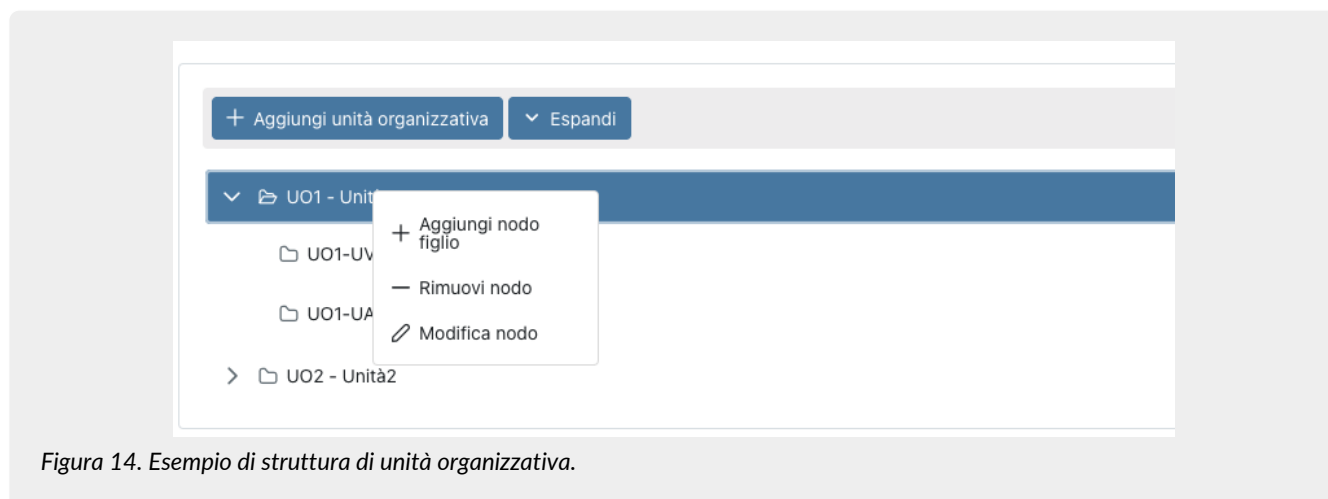 Aggiungi unità organizzativa Espandi
UO1 - Unit
Aggiungi nodo
figlio
UO1-UV
Rimuovi nodo
UO1-UA
Modifica nodo
UO2 - Unità2
Figura 14. Esempio di struttura di unità organizzativa.